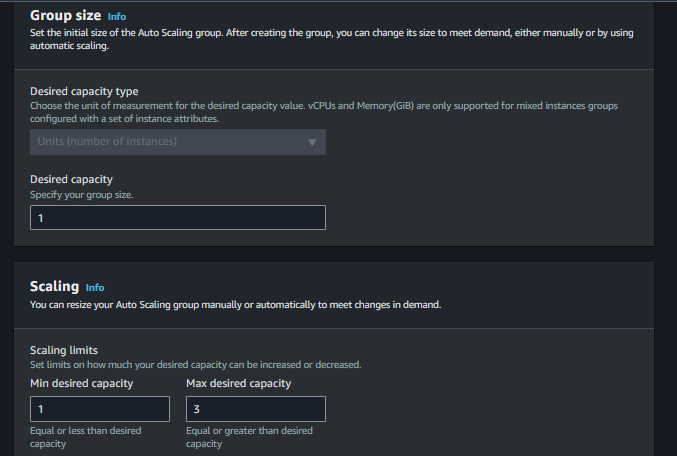 Group size Info
Set the initial size of the Auto Scaling group. After creating the group, you can change its size to meet demand, either manually or by using
automatic scaling.
Desired capacity type
Choose the unit of measurement for the desired capacity value. vCPUs and Memory(GiB) are only supported for mixed instances groups
configured with a set of instance attributes.
Units (number of instances)
Desired capacity
Specify your group size.
1
Scaling Info
You can resize your Auto Scaling group manually or automatically to meet changes in demand.
Scaling limits
Set limits on how much your desired capacity can be increased or decreased.
Min desired capacity Max desired capacity
1 3
Equal or less than desired Equal or greater than desired
capacity capacity